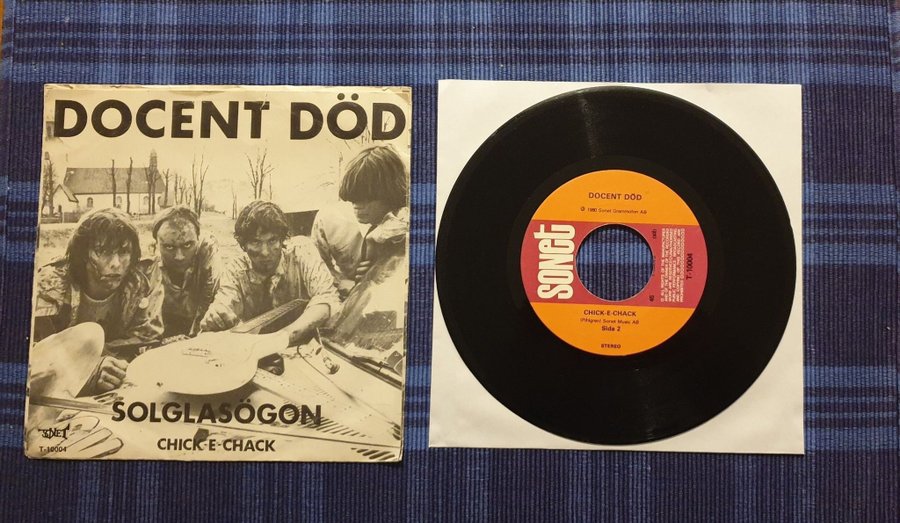 DOCENT DÖD
SOLGLASÖGON
SONET
T-10004
CHICK-E-CHACK
DOCENT DÖD
℗ 1980 Sonet Grammofon AB
sonet
45
T-10004
CHICK-E-CHACK
(Pihlgren) Sonet Music AB
Sida 2
STEREO